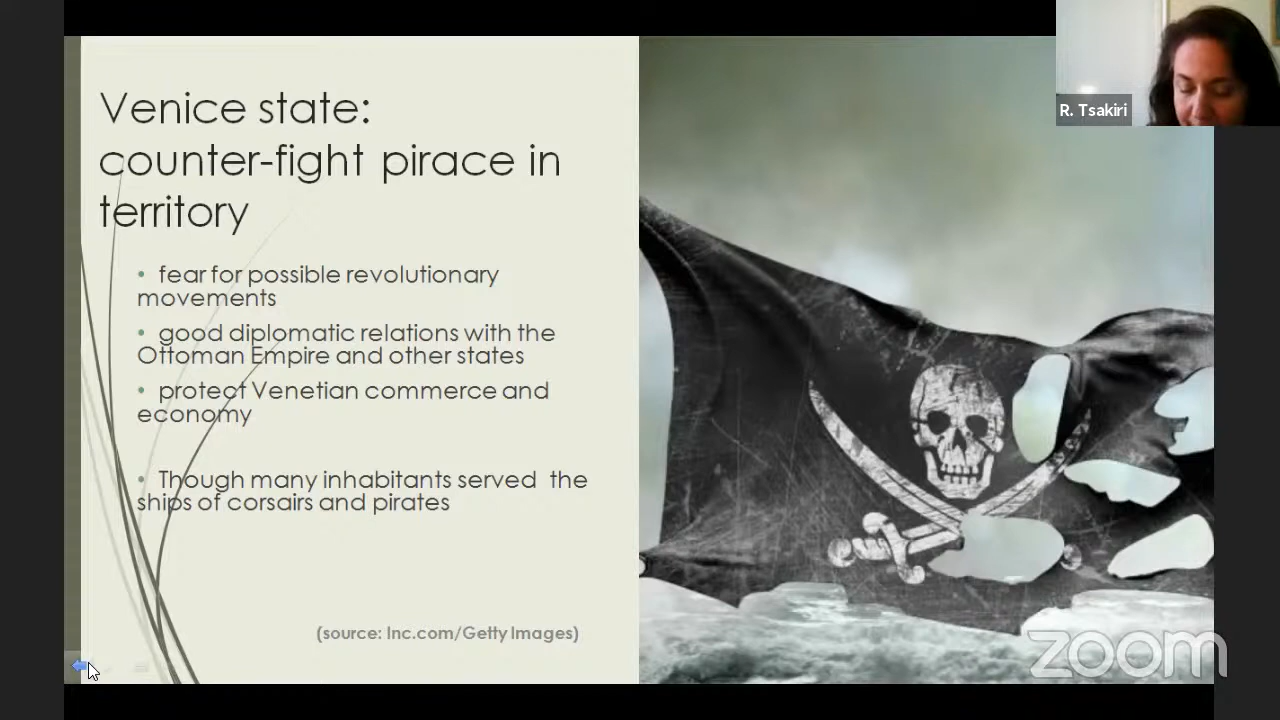 Venice state:
counter-fight pirace in
territory
• fear for possible revolutionary
movements
• good diplomatic relations with the
Ottoman Empire and other states
• protect Venetian commerce and
economy
• Though many inhabitants served the
ships of corsairs and pirates
(source: Inc.com/Getty Images)
R. Tsakiri
zoom